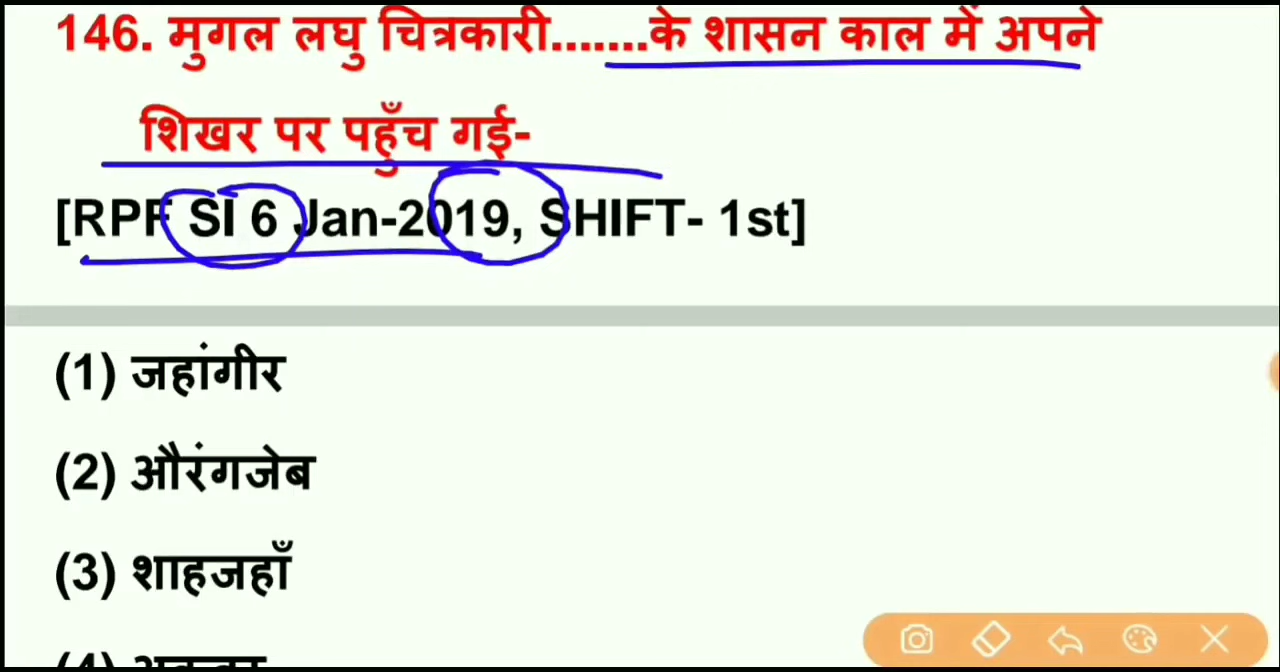 146. मुगल लघु चित्रकारी.......के शासन काल में अपने
शिखर पर पहुँच गई-
[RPF SI 6 Jan-2019, SHIFT- 1st]
(1) जहांगीर
(2) औरंगजेब
(3) शाहजहाँ
(4)